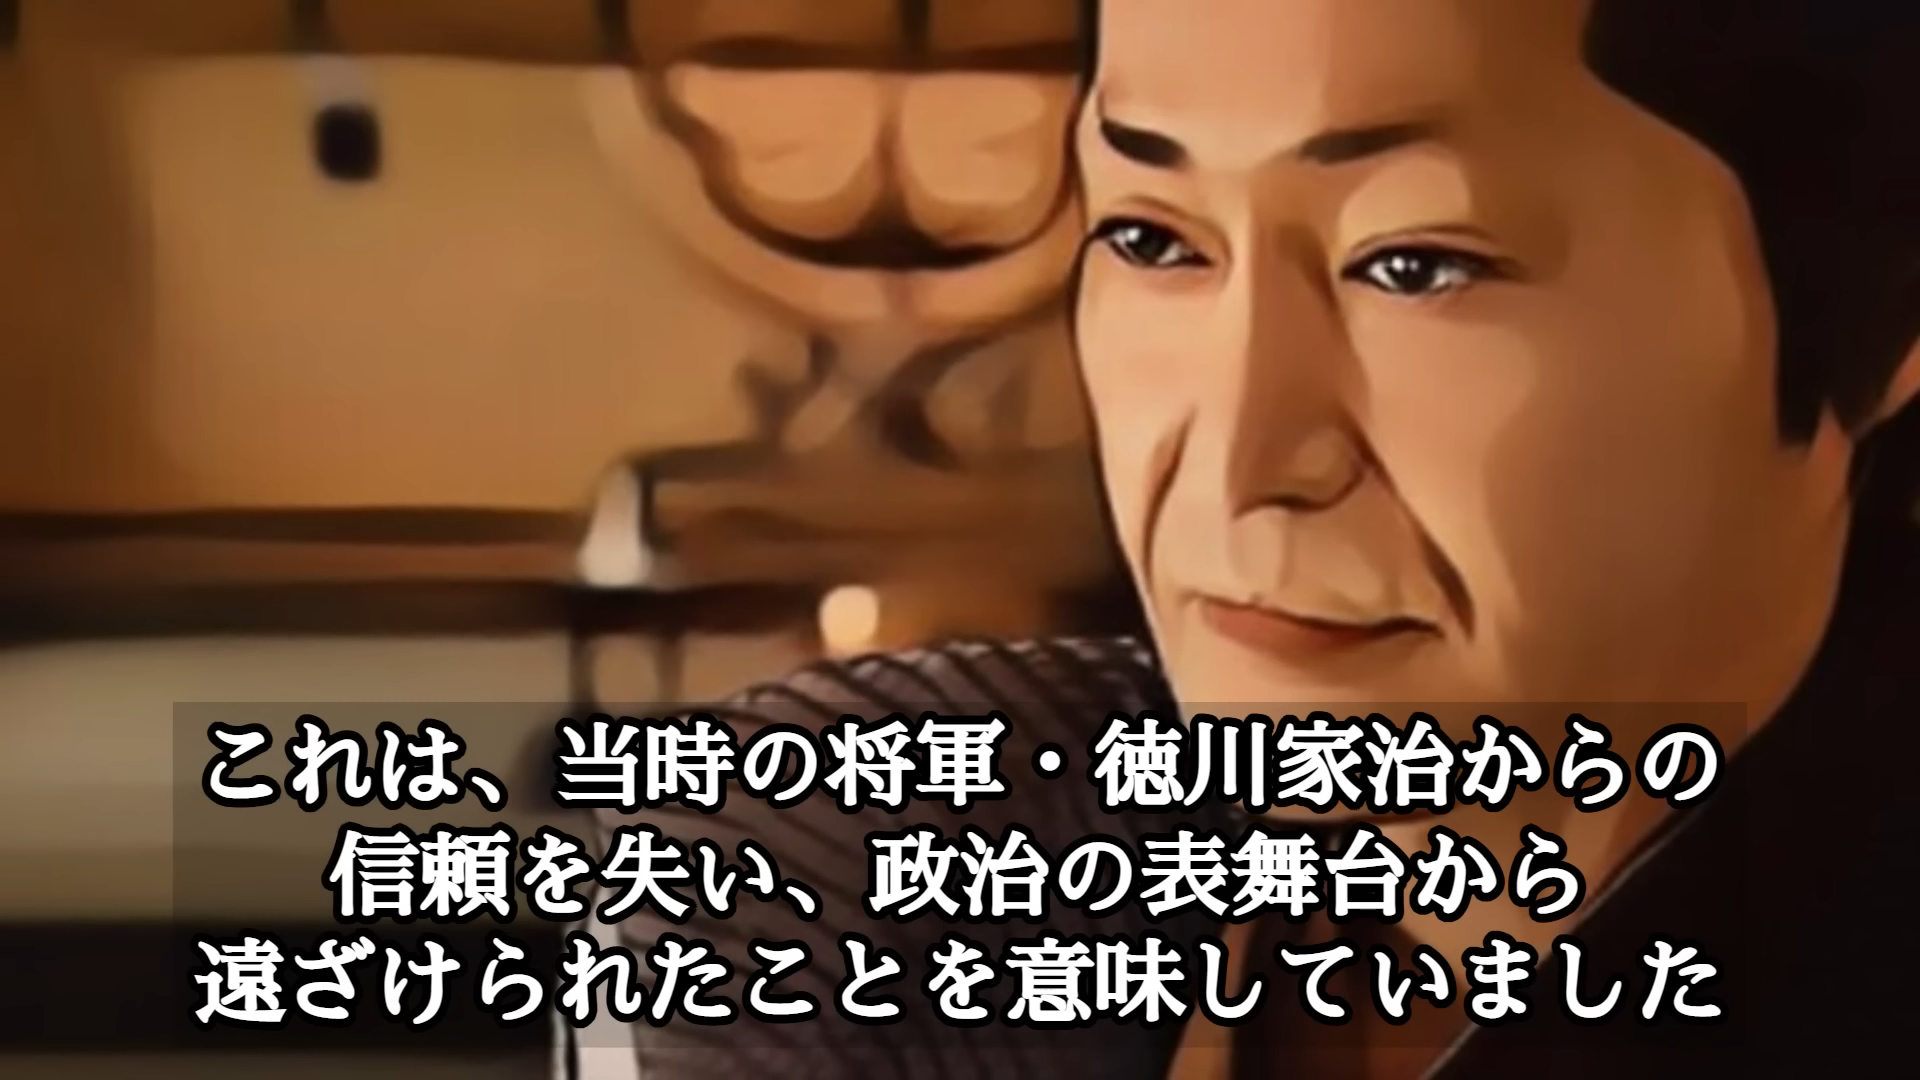 これは、当時の将軍・徳川家治からの
信頼を失い、政治の表舞台から
遠ざけられたことを意味していました